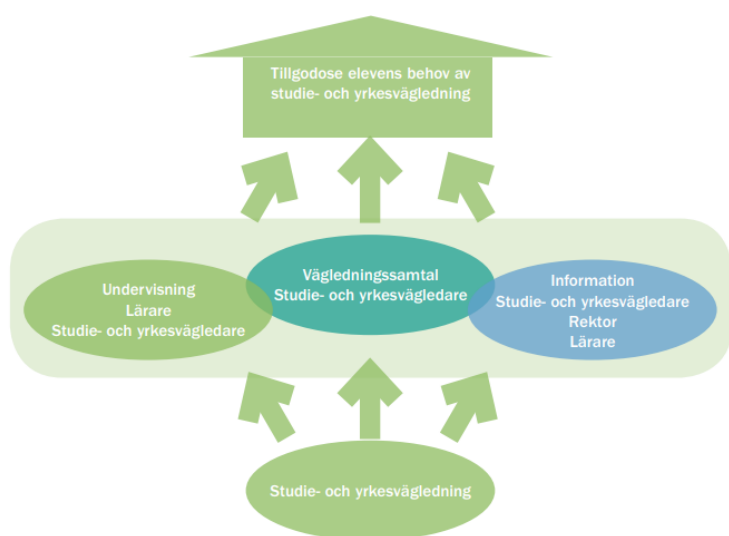 Tillgodose elevens behov av
studie- och yrkesvägledning
Undervisning
Lärare
Studie- och yrkesvägledare
Vägledningssamtal
Studie- och yrkesvägledare
Information
Studie- och yrkesvägledare
Rektor
Lärare
Studie- och yrkesvägledning